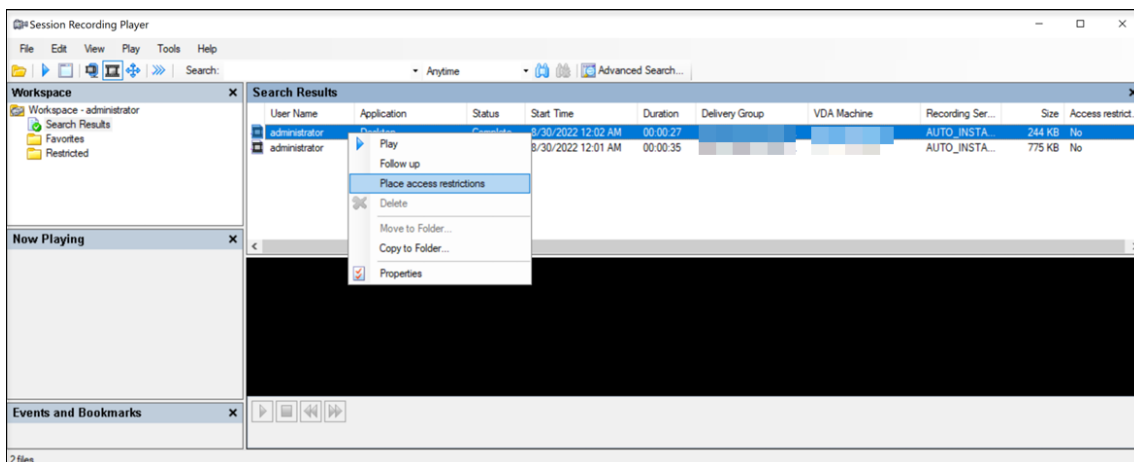 Session Recording Player
File Edit View Play Tools Help
Search: Anytime Advanced Search...
Workspace
Workspace - administrator
Search Results
Favorites
Restricted
Search Results
User Name Application Status Start Time Duration Delivery Group VDA Machine Recording Ser... Size Access restrict.
administrator Desktop Complete 8/30/2022 12:02 AM 00:00:27 AUTO_INSTA... 244 KB No
administrator 8/30/2022 12:01 AM 00:00:35 AUTO_INSTA... 775 KB No
Play
Follow up
Place access restrictions
Delete
Move to Folder...
Copy to Folder...
Properties
Now Playing
Events and Bookmarks
2 files